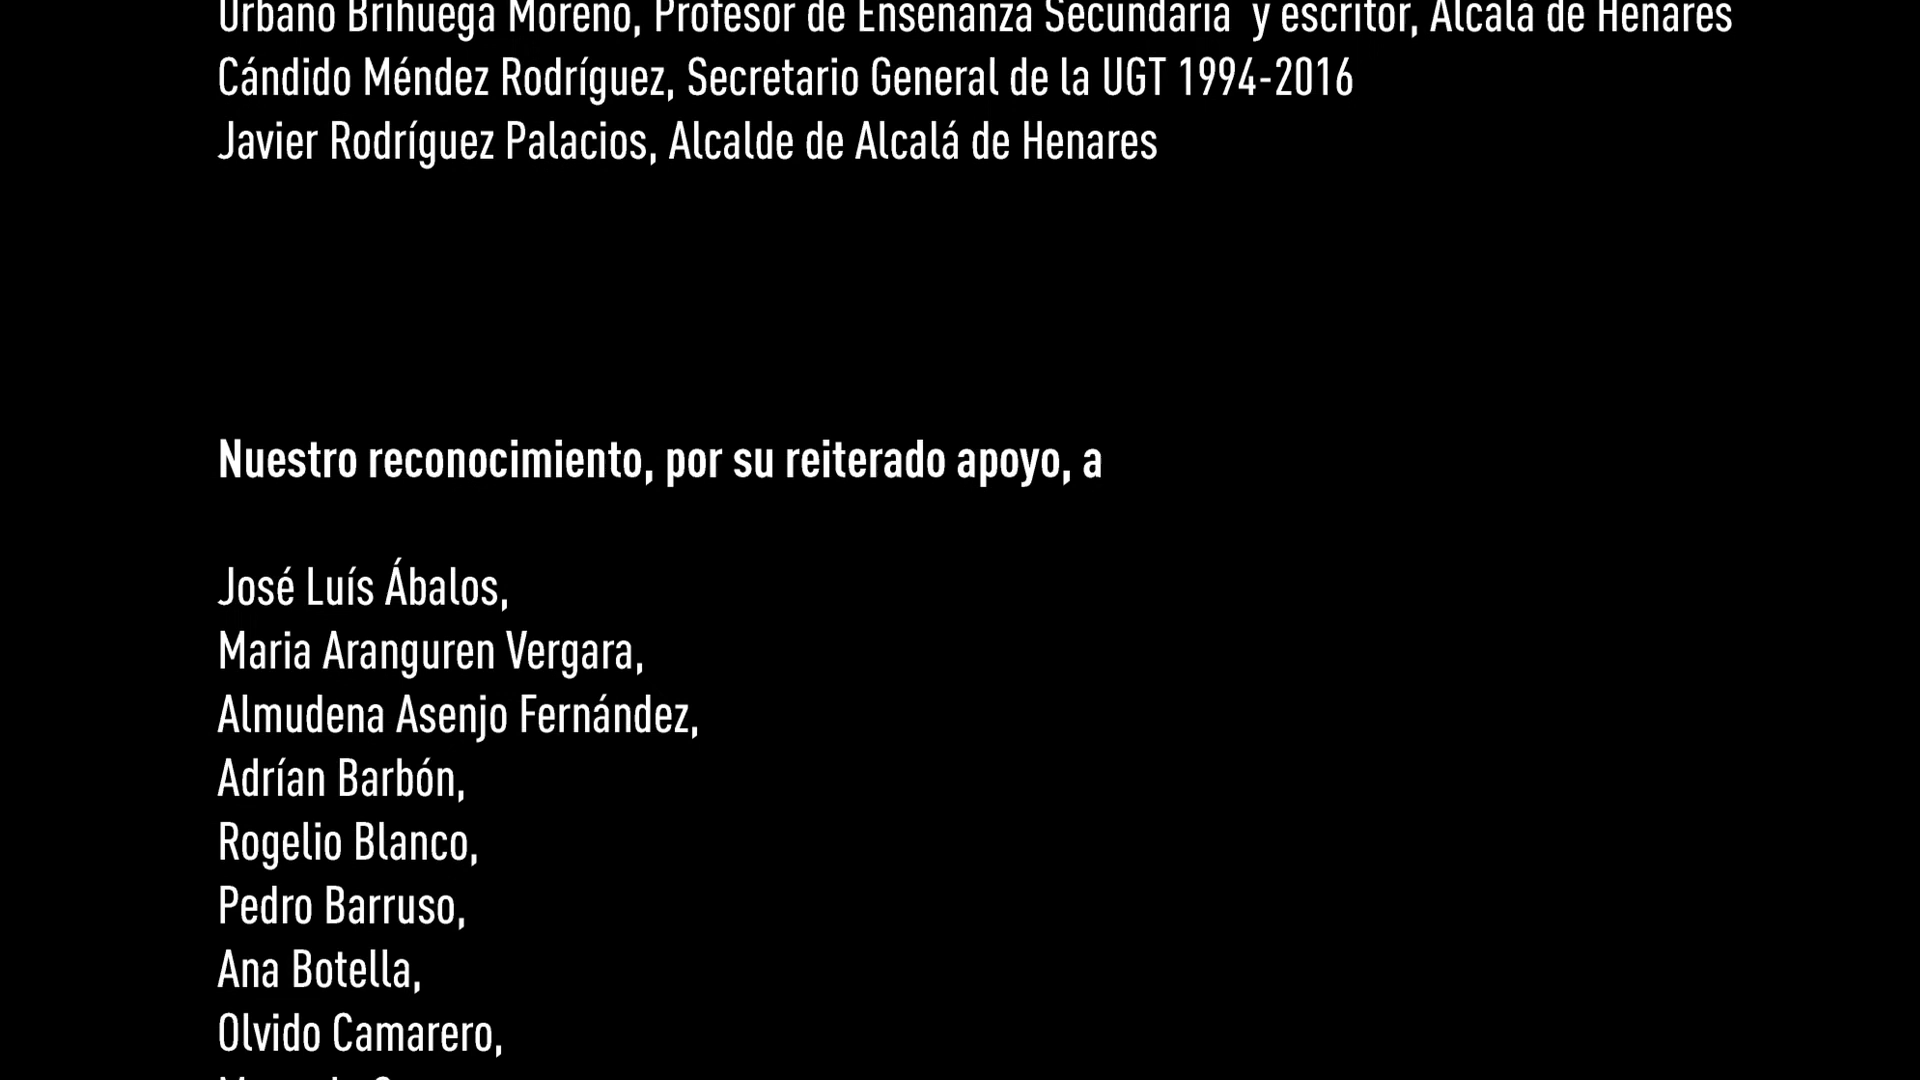 Urbano Brihuega Moreno, Profesor de Enseñanza Secundaria  y escritor, Alcalá de Henares
Cándido Méndez Rodríguez, Secretario General de la UGT 1994-2016
Javier Rodríguez Palacios, Alcalde de Alcalá de Henares
Nuestro reconocimiento, por su reiterado apoyo, a
José Luís Ábalos,
Maria Aranguren Vergara,
Almudena Asenjo Fernández,
Adrían Barbón,
Rogelio Blanco,
Pedro Barruso,
Ana Botella,
Olvido Camarero,